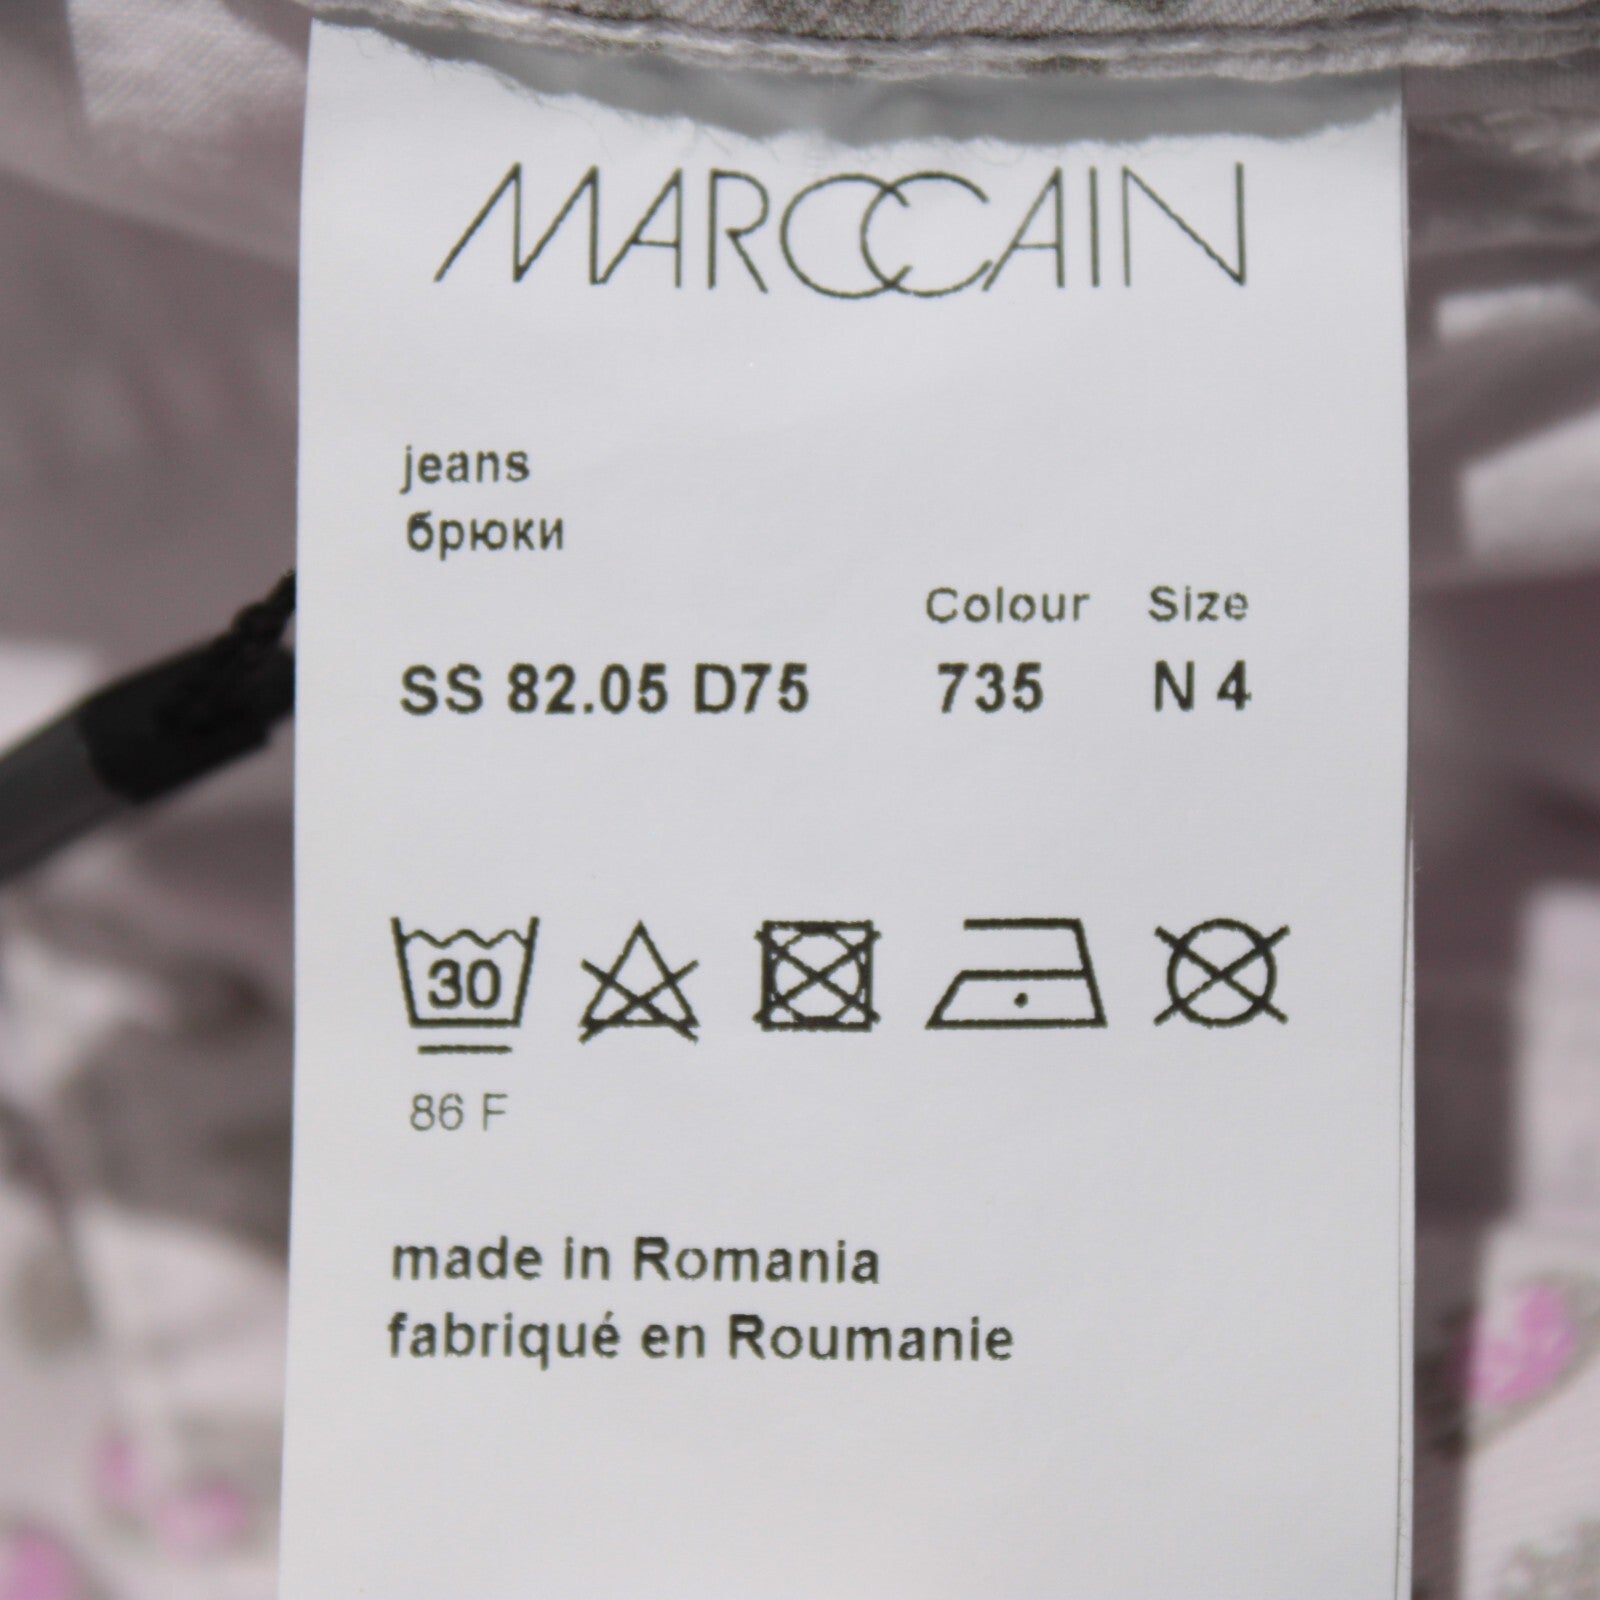 MARCCAIN
jeans
брюки
Colour Size
SS 82.05 D75 735 N 4
30
86 F
made in Romania
fabriqué en Roumanie